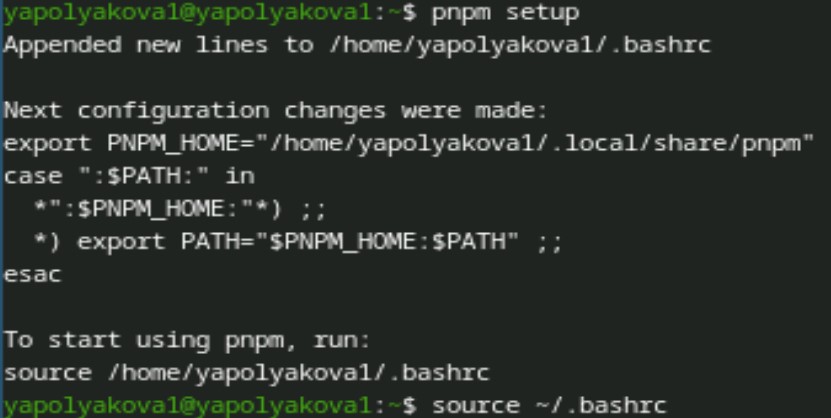 yapolyakova1@yapolyakova1:~$ pnpm setup
Appended new lines to /home/yapolyakova1/.bashrc

Next configuration changes were made:
export PNPM_HOME="/home/yapolyakova1/.local/share/pnpm"
case ":$PATH:" in
  *":$PNPM_HOME:"*) ;;
  *) export PATH="$PNPM_HOME:$PATH" ;;
esac

To start using pnpm, run:
source /home/yapolyakova1/.bashrc
yapolyakova1@yapolyakova1:~$ source ~/.bashrc